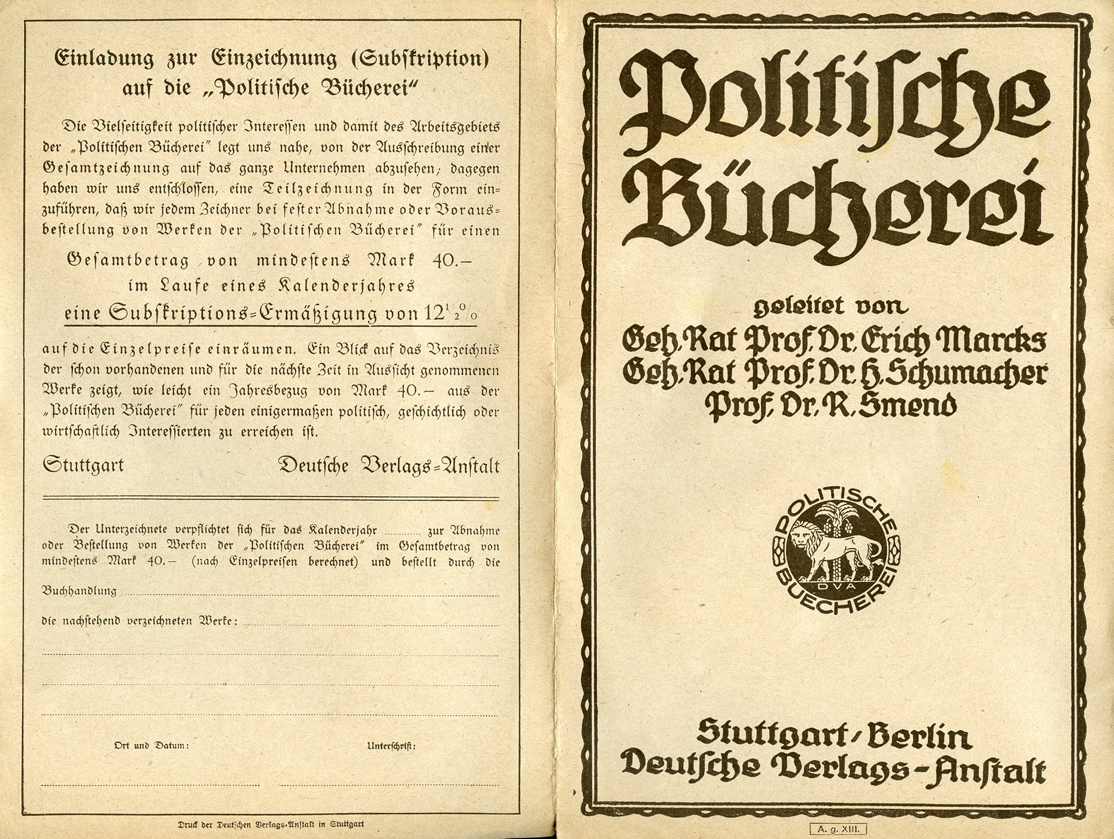 Einladung zur Einzeichnung (Subskription)
auf die „Politische Bücherei“
Die Vielseitigkeit politischer Interessen und damit des Arbeitsgebiets
der „Politischen Bücherei“ legt uns nahe, von der Ausschreibung einer
Gesamtzeichnung auf das ganze Unternehmen abzusehen; dagegen
haben wir uns entschlossen, eine Teilzeichnung in der Form ein-
zuführen, daß wir jedem Zeichner bei fester Abnahme oder Voraus-
bestellung von Werken der „Politischen Bücherei“ für einen
Gesamtbetrag von mindestens Mark 40.—
im Laufe eines Kalenderjahres
eine Subskriptions-Ermäßigung von 12½%
auf die Einzelpreise einräumen. Ein Blick auf das Verzeichnis
der schon vorhandenen und für die nächste Zeit in Aussicht genommenen
Werke zeigt, wie leicht ein Jahresbezug von Mark 40.— aus der
„Politischen Bücherei“ für jeden einigermaßen politisch, geschichtlich oder
wirtschaftlich Interessierten zu erreichen ist.
Stuttgart Deutsche Verlags-Anstalt
Der Unterzeichnete verpflichtet sich für das Kalenderjahr ......... zur Abnahme
oder Bestellung von Werken der „Politischen Bücherei“ im Gesamtbetrag von
mindestens Mark 40.— (nach Einzelpreisen berechnet) und bestellt durch die
Buchhandlung
die nachstehend verzeichneten Werke:
Ort und Datum: Unterschrift:
Druck der Deutschen Verlags-Anstalt in Stuttgart
Politische
Bücherei
geleitet von
Geh. Rat Prof. Dr. Erich Marcks
Geh. Rat Prof. Dr. H. Schumacher
Prof. Dr. R. Smend
POLITISCHE
DVA
BUECHEREI
Stuttgart-Berlin
Deutsche Verlags-Anstalt
A. g. XIII.